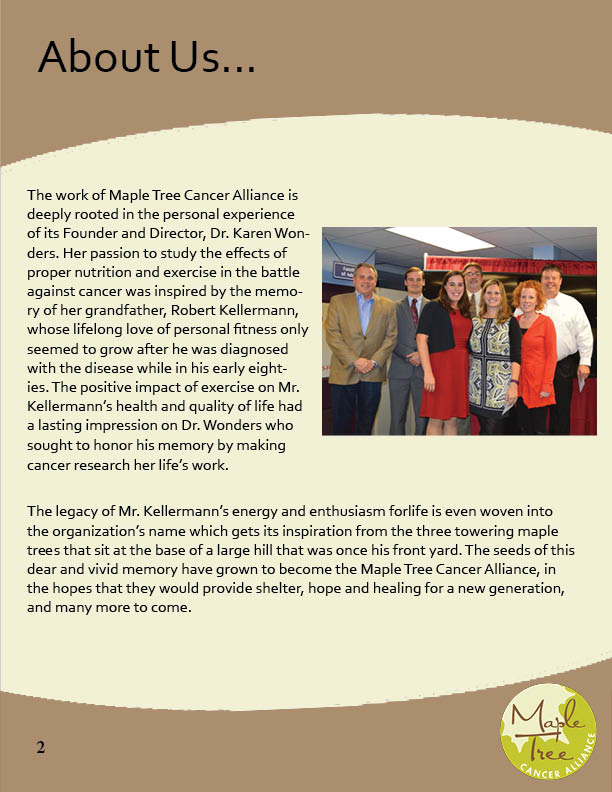 About Us...
The work of Maple Tree Cancer Alliance is
deeply rooted in the personal experience
of its Founder and Director, Dr. Karen Won-
ders. Her passion to study the effects of
proper nutrition and exercise in the battle
against cancer was inspired by the memo-
ry of her grandfather, Robert Kellermann,
whose lifelong love of personal fitness only
seemed to grow after he was diagnosed
with the disease while in his early eight-
ies. The positive impact of exercise on Mr.
Kellermann’s health and quality of life had
a lasting impression on Dr. Wonders who
sought to honor his memory by making
cancer research her life’s work.
The legacy of Mr. Kellermann’s energy and enthusiasm forlife is even woven into
the organization’s name which gets its inspiration from the three towering maple
trees that sit at the base of a large hill that was once his front yard. The seeds of this
dear and vivid memory have grown to become the Maple Tree Cancer Alliance, in
the hopes that they would provide shelter, hope and healing for a new generation,
and many more to come.
2
Maple
Tree
CANCER ALLIANCE